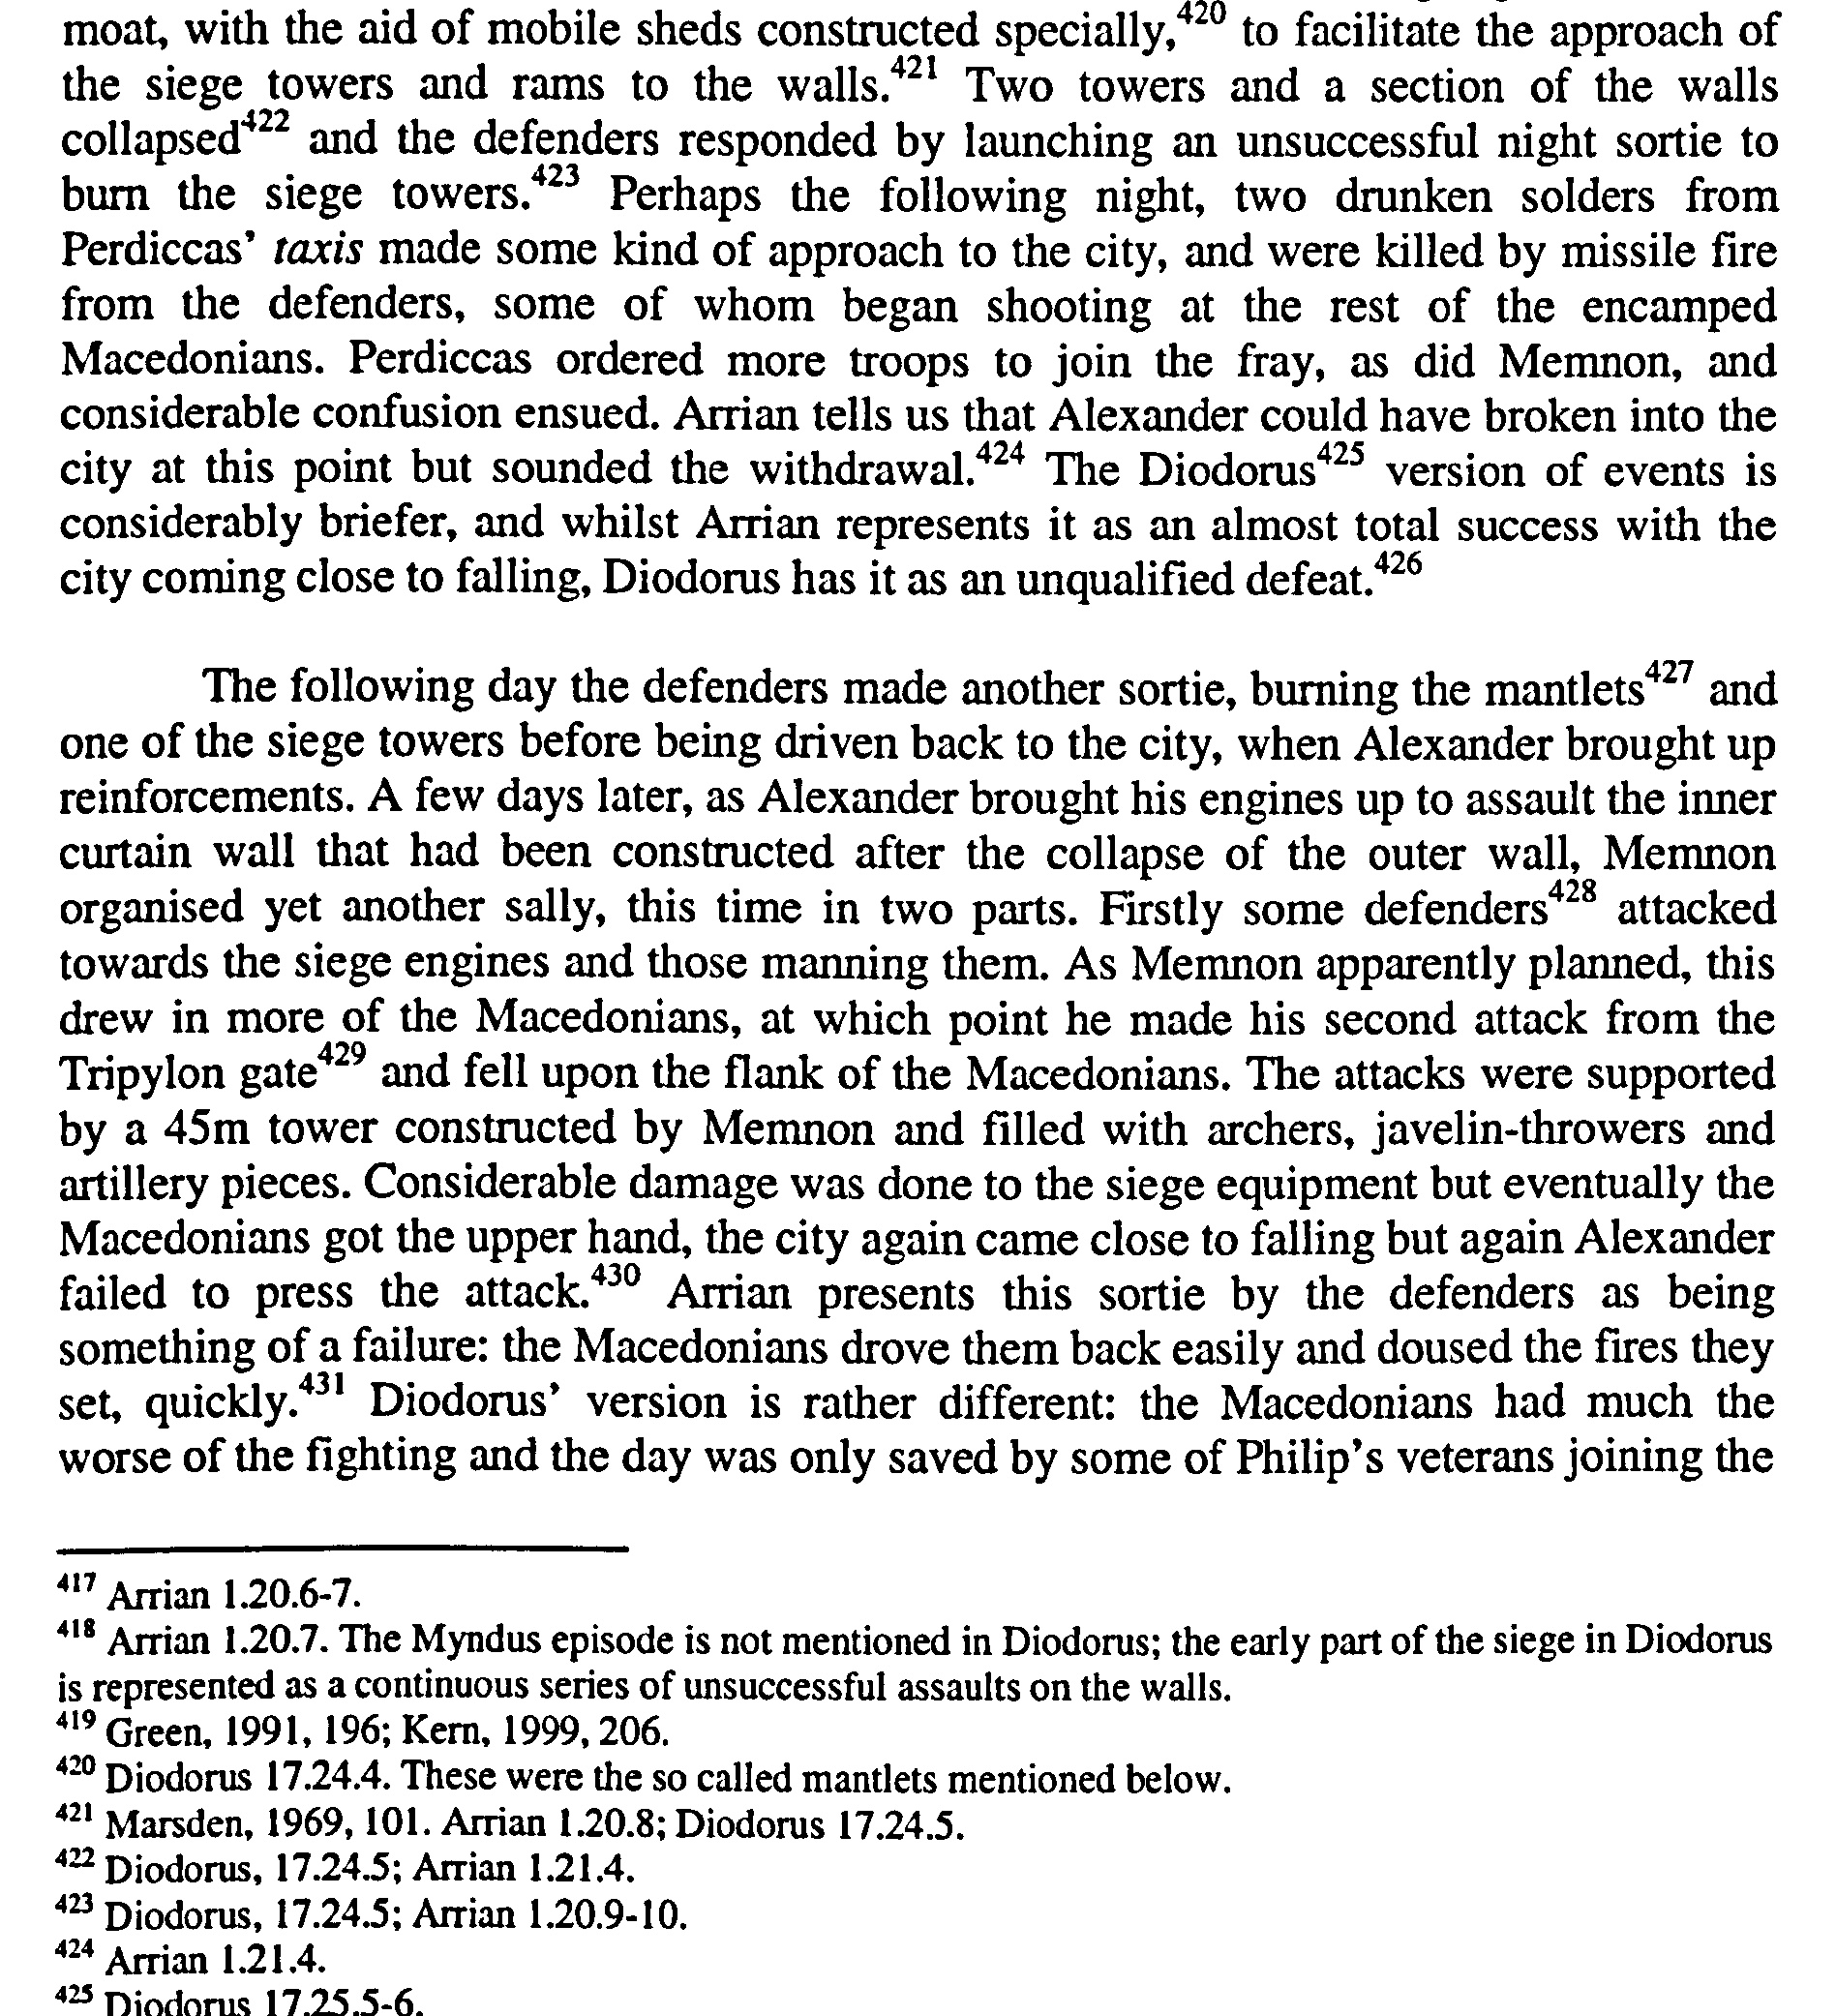 moat, with the aid of mobile sheds constructed specially,420 to facilitate the approach of
the siege towers and rams to the walls.421 Two towers and a section of the walls
collapsed422 and the defenders responded by launching an unsuccessful night sortie to
burn the siege towers.423 Perhaps the following night, two drunken solders from
Perdiccas' taxis made some kind of approach to the city, and were killed by missile fire
from the defenders, some of whom began shooting at the rest of the encamped
Macedonians. Perdiccas ordered more troops to join the fray, as did Memnon, and
considerable confusion ensued. Arrian tells us that Alexander could have broken into the
city at this point but sounded the withdrawal.424 The Diodorus425 version of events is
considerably briefer, and whilst Arrian represents it as an almost total success with the
city coming close to falling, Diodorus has it as an unqualified defeat.426
The following day the defenders made another sortie, burning the mantlets427 and
one of the siege towers before being driven back to the city, when Alexander brought up
reinforcements. A few days later, as Alexander brought his engines up to assault the inner
curtain wall that had been constructed after the collapse of the outer wall, Memnon
organised yet another sally, this time in two parts. Firstly some defenders428 attacked
towards the siege engines and those manning them. As Memnon apparently planned, this
drew in more of the Macedonians, at which point he made his second attack from the
Tripylon gate429 and fell upon the flank of the Macedonians. The attacks were supported
by a 45m tower constructed by Memnon and filled with archers, javelin-throwers and
artillery pieces. Considerable damage was done to the siege equipment but eventually the
Macedonians got the upper hand, the city again came close to falling but again Alexander
failed to press the attack.430 Arrian presents this sortie by the defenders as being
something of a failure: the Macedonians drove them back easily and doused the fires they
set, quickly.431 Diodorus' version is rather different: the Macedonians had much the
worse of the fighting and the day was only saved by some of Philip's veterans joining the
417 Arrian 1.20.6-7.
418 Arrian 1.20.7. The Myndus episode is not mentioned in Diodorus; the early part of the siege in Diodorus
is represented as a continuous series of unsuccessful assaults on the walls.
419 Green, 1991, 196; Kern, 1999, 206.
420 Diodorus 17.24.4. These were the so called mantlets mentioned below.
421 Marsden, 1969, 101. Arrian 1.20.8; Diodorus 17.24.5.
422 Diodorus, 17.24.5; Arrian 1.21.4.
423 Diodorus, 17.24.5; Arrian 1.20.9-10.
424 Arrian 1.21.4.
425 Diodorus 17.25.5-6.